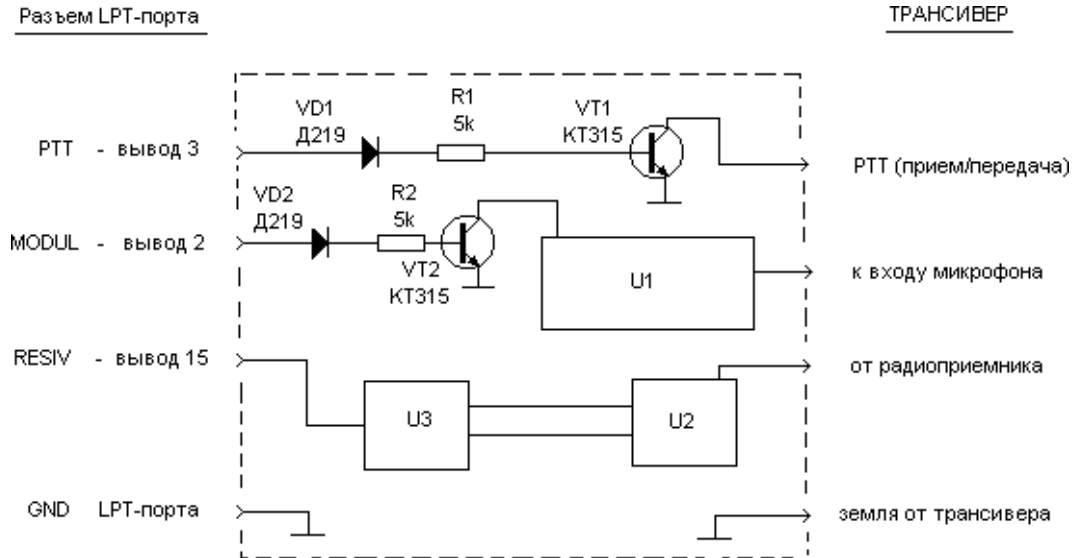 Разъем LPT-порта
ТРАНСИВЕР
VD1
Д219
R1
5k
VT1
КТ315
PTT - вывод 3
PTT (прием/передача)
VD2
Д219
R2
5k
MODUL - вывод 2
VT2
КТ315
U1
к входу микрофона
RESIV - вывод 15
от радиоприемника
U3
U2
GND LPT-порта
земля от трансивера